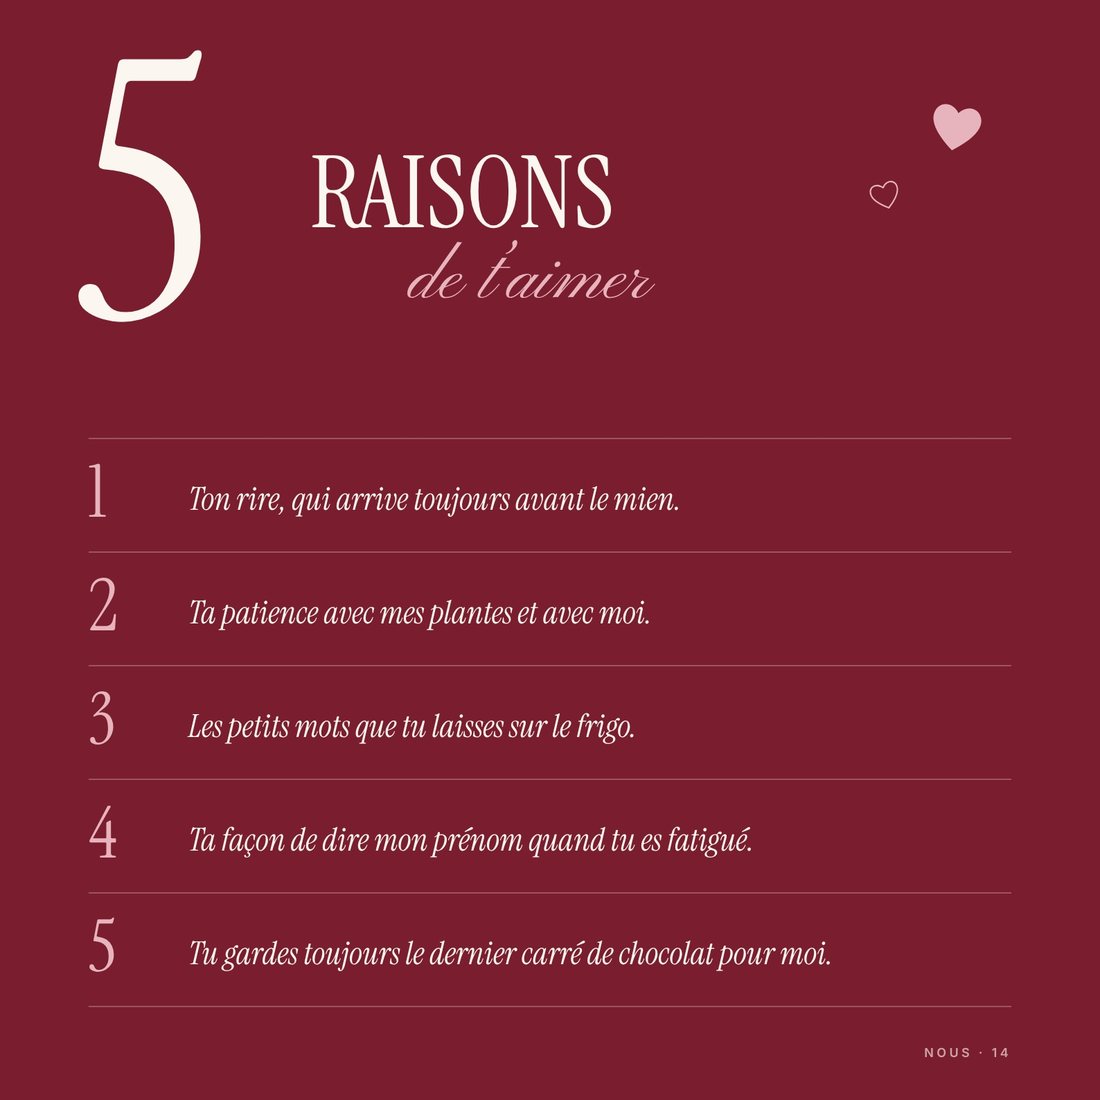 5
RAISONS
de t'aimer
1 Ton rire, qui arrive toujours avant le mien.
2 Ta patience avec mes plantes et avec moi.
3 Les petits mots que tu laisses sur le frigo.
4 Ta façon de dire mon prénom quand tu es fatigué.
5 Tu gardes toujours le dernier carré de chocolat pour moi.
NOUS · 14